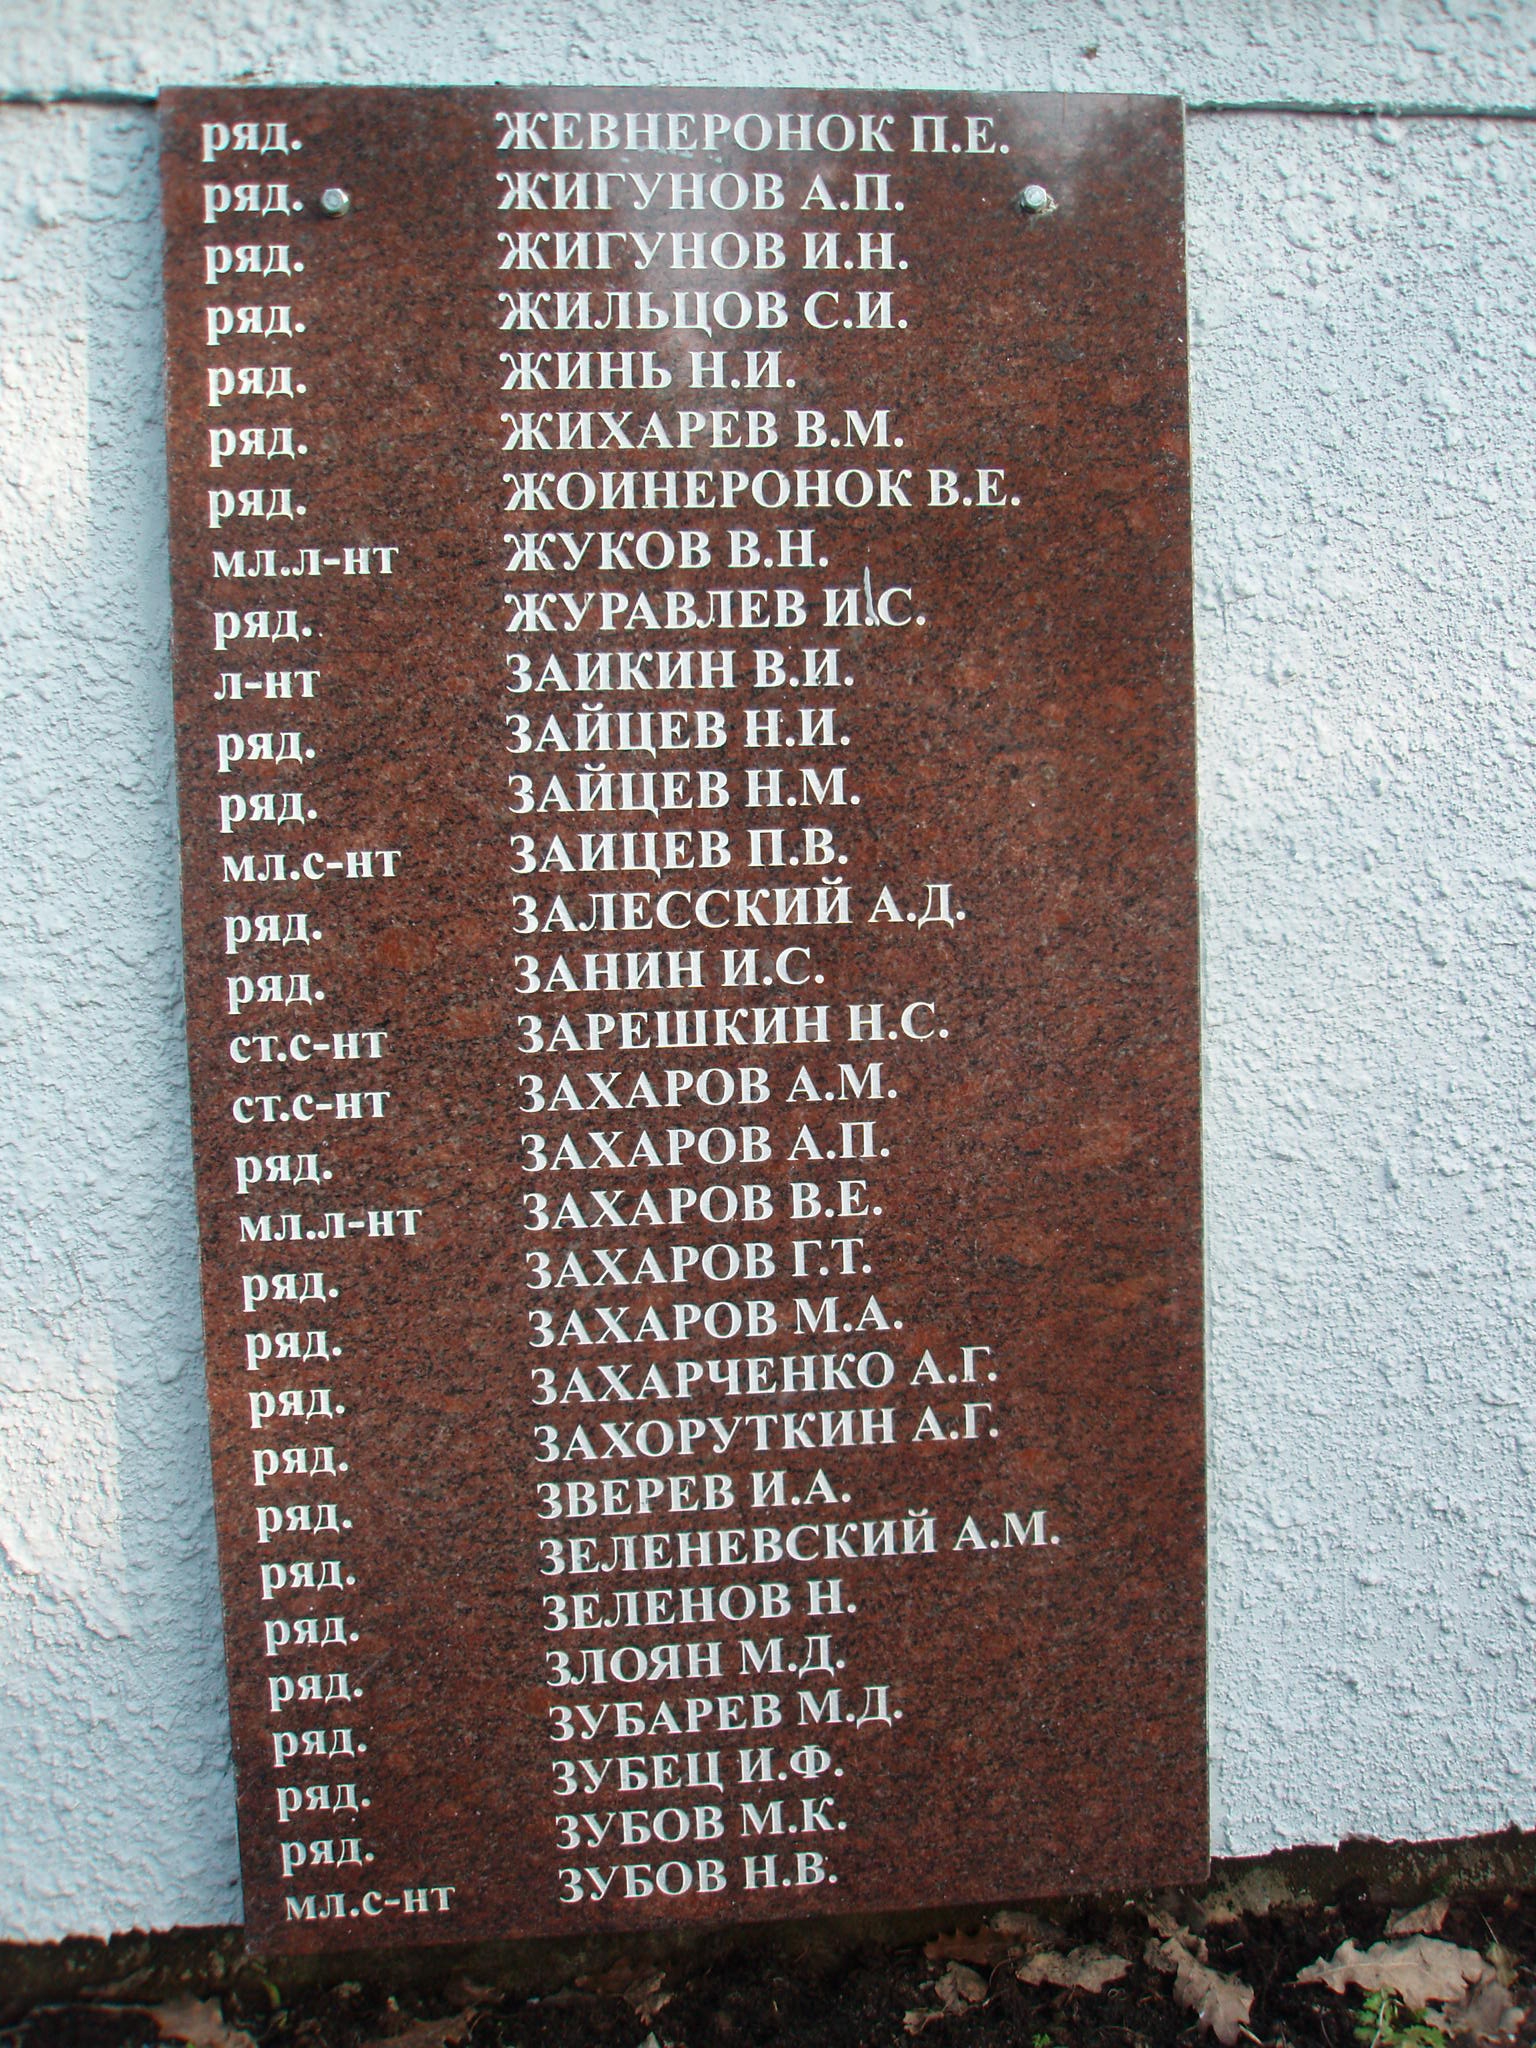 ряд. ЖЕВНЕРОНОК П.Е.
ряд. ЖИГУНОВ А.П.
ряд. ЖИГУНОВ И.Н.
ряд. ЖИЛЬЦОВ С.И.
ряд. ЖИНЬ Н.И.
ряд. ЖИХАРЕВ В.М.
ряд. ЖОИНЕРОНОК В.Е.
мл.л-нт ЖУКОВ В.Н.
ряд. ЖУРАВЛЕВ И.С.
л-нт ЗАИКИН В.И.
ряд. ЗАЙЦЕВ Н.И.
ряд. ЗАЙЦЕВ Н.М.
мл.с-нт ЗАИЦЕВ П.В.
ряд. ЗАЛЕССКИЙ А.Д.
ряд. ЗАНИН И.С.
ст.с-нт ЗАРЕШКИН Н.С.
ст.с-нт ЗАХАРОВ А.М.
ряд. ЗАХАРОВ А.П.
мл.л-нт ЗАХАРОВ В.Е.
ряд. ЗАХАРОВ Г.Т.
ряд. ЗАХАРОВ М.А.
ряд. ЗАХАРЧЕНКО А.Г.
ряд. ЗАХОРУТКИН А.Г.
ряд. ЗВЕРЕВ И.А.
ряд. ЗЕЛЕНЕВСКИЙ А.М.
ряд. ЗЕЛЕНОВ Н.
ряд. ЗЛОЯН М.Д.
ряд. ЗУБАРЕВ М.Д.
ряд. ЗУБЕЦ И.Ф.
ряд. ЗУБОВ М.К.
мл.с-нт ЗУБОВ Н.В.